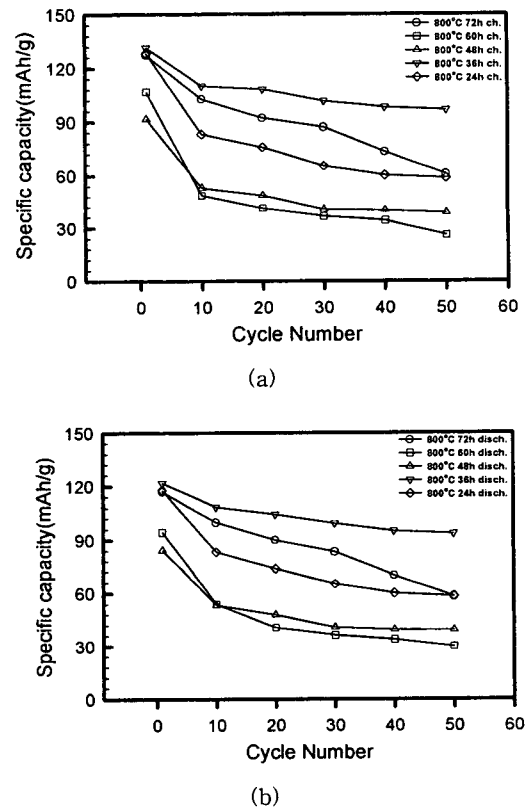 150
120
90
60
30
0
Specific capacity(mAh/g)
800°C 72h ch.
800°C 60h ch.
800°C 48h ch.
800°C 36h ch.
800°C 24h ch.
0 10 20 30 40 50 60
Cycle Number
(a)
150
120
90
60
30
0
Specific capacity(mAh/g)
800°C 72h disch.
800°C 60h disch.
800°C 48h disch.
800°C 36h disch.
800°C 24h disch.
0 10 20 30 40 50 60
Cycle Number
(b)